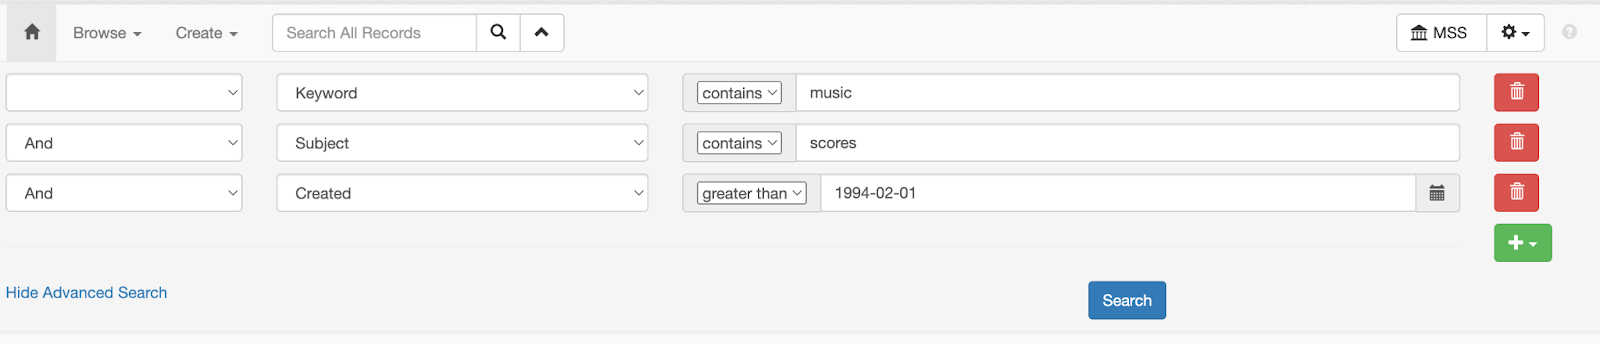 Browse Create Search All Records MSS ?
Keyword contains music
And Subject contains scores
And Created greater than 1994-02-01
Hide Advanced Search Search